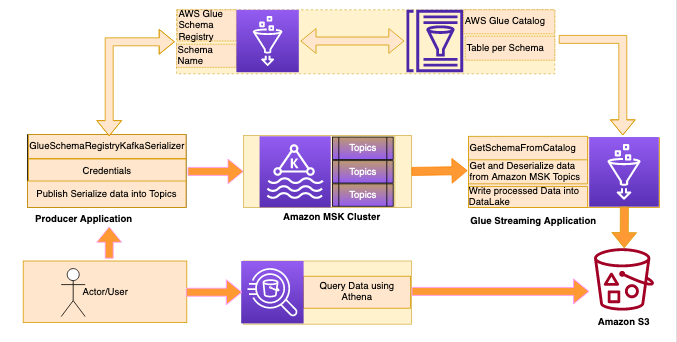 AWS Glue
Schema
Registry
Schema
Name
AWS Glue Catalog
Table per Schema
GlueSchemaRegistryKafkaSerializer
Credentials
Publish Serialize data into Topics
Producer Application
K
Topics
Topics
Topics
Amazon MSK Cluster
GetSchemaFromCatalog
Get and Deserialize data
from Amazon MSK Topics
Write processed Data into
DataLake
Glue Streaming Application
Actor/User
Query Data using
Athena
Amazon S3